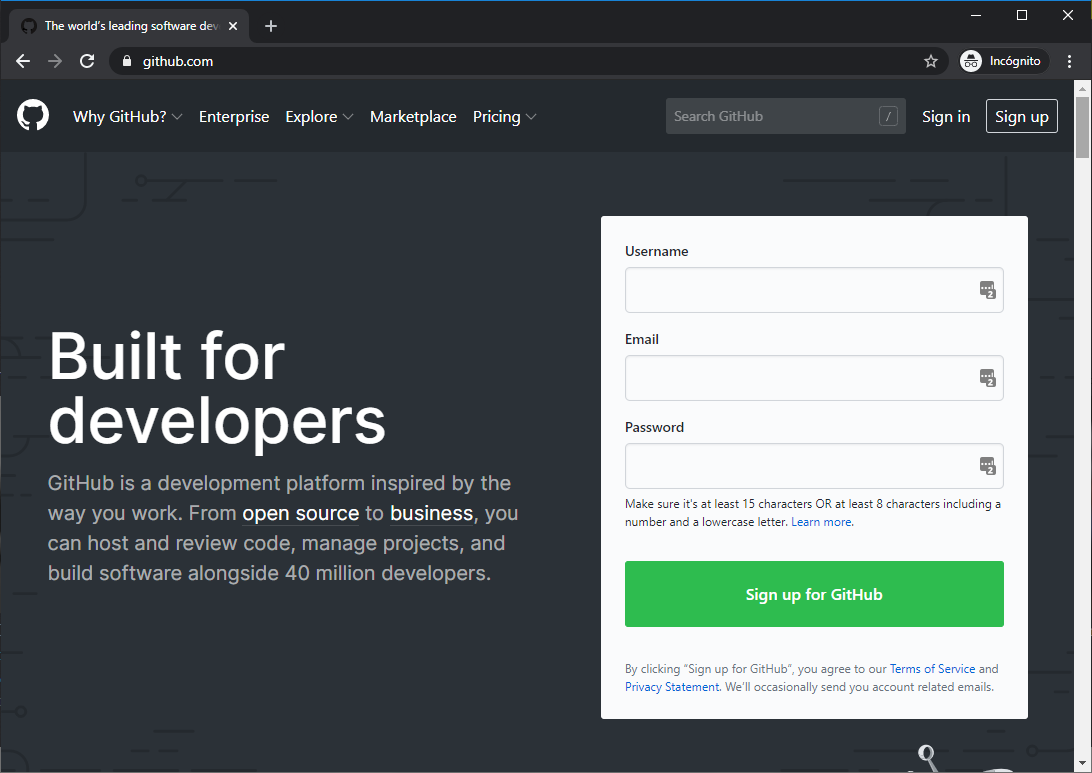 The world's leading software dev
github.com
Incógnito
Why GitHub?
Enterprise
Explore
Marketplace
Pricing
Search GitHub
/
Sign in
Sign up
Built for
developers
GitHub is a development platform inspired by the
way you work. From open source to business, you
can host and review code, manage projects, and
build software alongside 40 million developers.
Username
2
Email
2
Password
2
Make sure it's at least 15 characters OR at least 8 characters including a
number and a lowercase letter. Learn more.
Sign up for GitHub
By clicking “Sign up for GitHub”, you agree to our Terms of Service and
Privacy Statement. We’ll occasionally send you account related emails.